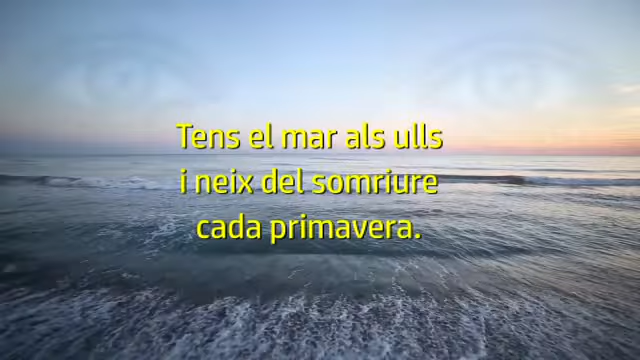 Tens el mar als ulls
i neix del somriure
cada primavera.